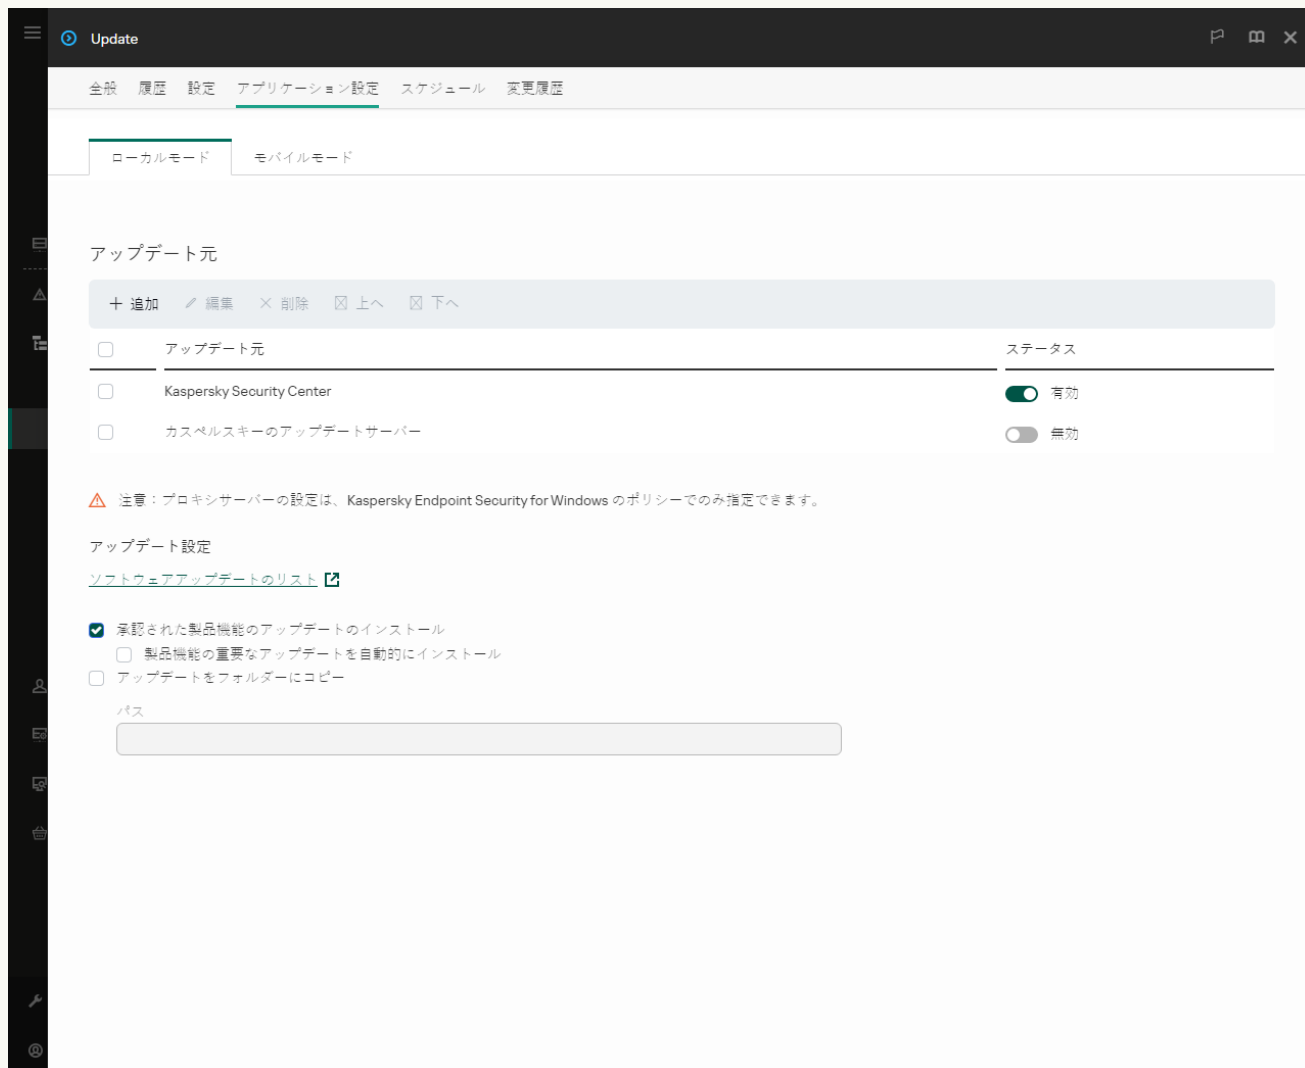 Update
全般 履歴 設定 アプリケーション設定 スケジュール 変更履歴
ローカルモード モバイルモード
アップデート元
追加 編集 削除 上へ 下へ
アップデート元 ステータス
Kaspersky Security Center 有効
カスペルスキーのアップデートサーバー 無効
注意：プロキシサーバーの設定は、Kaspersky Endpoint Security for Windows のポリシーでのみ指定できます。
アップデート設定
ソフトウェアアップデートのリスト
承認された製品機能のアップデートのインストール
製品機能の重要なアップデートを自動的にインストール
アップデートをフォルダーにコピー
パス